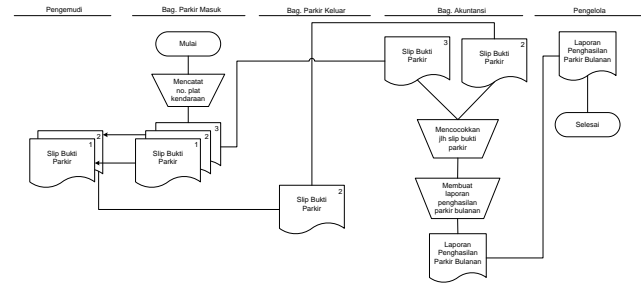 Pengemudi
Bag. Parkir Masuk
Bag. Parkir Keluar
Bag. Akuntansi
Pengelola
Mulai
Mencatat
no. plat
kendaraan
3
2
1
Slip Bukti
Parkir
2
1
Slip Bukti
Parkir
2
Slip Bukti
Parkir
3
Slip Bukti
Parkir
2
Slip Bukti
Parkir
Mencocokkan
jlh slip bukti
parkir
Membuat
laporan
penghasilan
parkir bulanan
Laporan
Penghasilan
Parkir Bulanan
Laporan
Penghasilan
Parkir Bulanan
Selesai